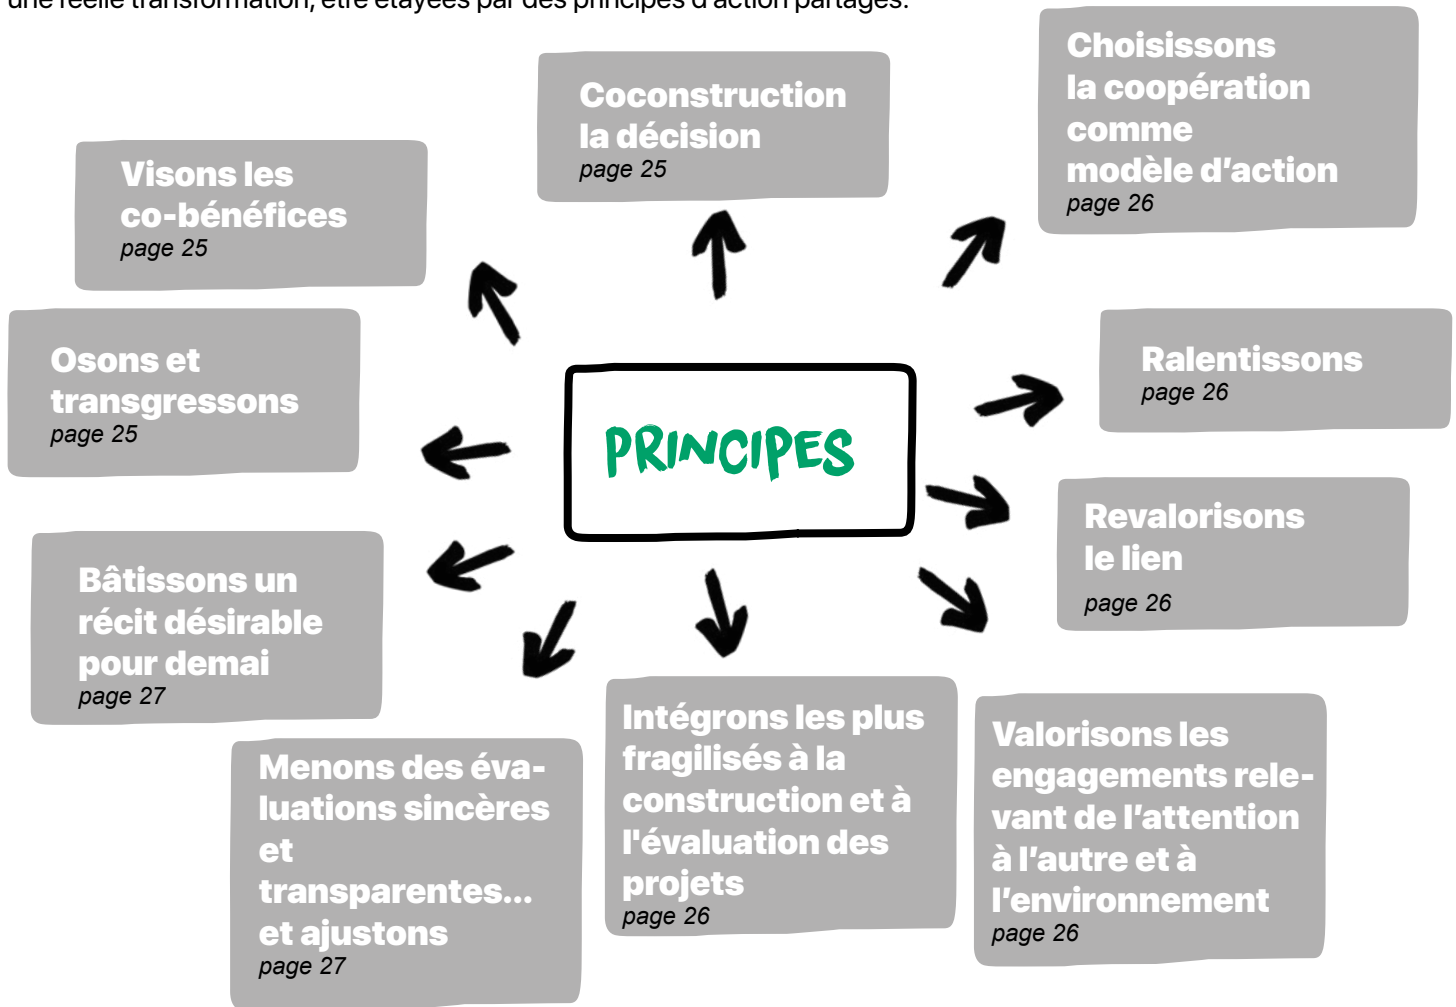 une réelle transformation, être étayées par des principes d'action partagés.
Choisissons
la coopération
comme
modèle d'action
page 26
Coconstruction
la décision
page 25
Visons les
co-bénéfices
page 25
Osons et
transgressons
page 25
Ralentissons
page 26
PRINCIPES
Revalorisons
le lien
page 26
Bâtissons un
récit désirable
pour demai
page 27
Menons des éva-
luations sincères
et
transparentes...
et ajustons
page 27
Intégrons les plus
fragilisés à la
construction et à
l'évaluation des
projets
page 26
Valorisons les
engagements rele-
vant de l'attention
à l'autre et à
l'environnement
page 26